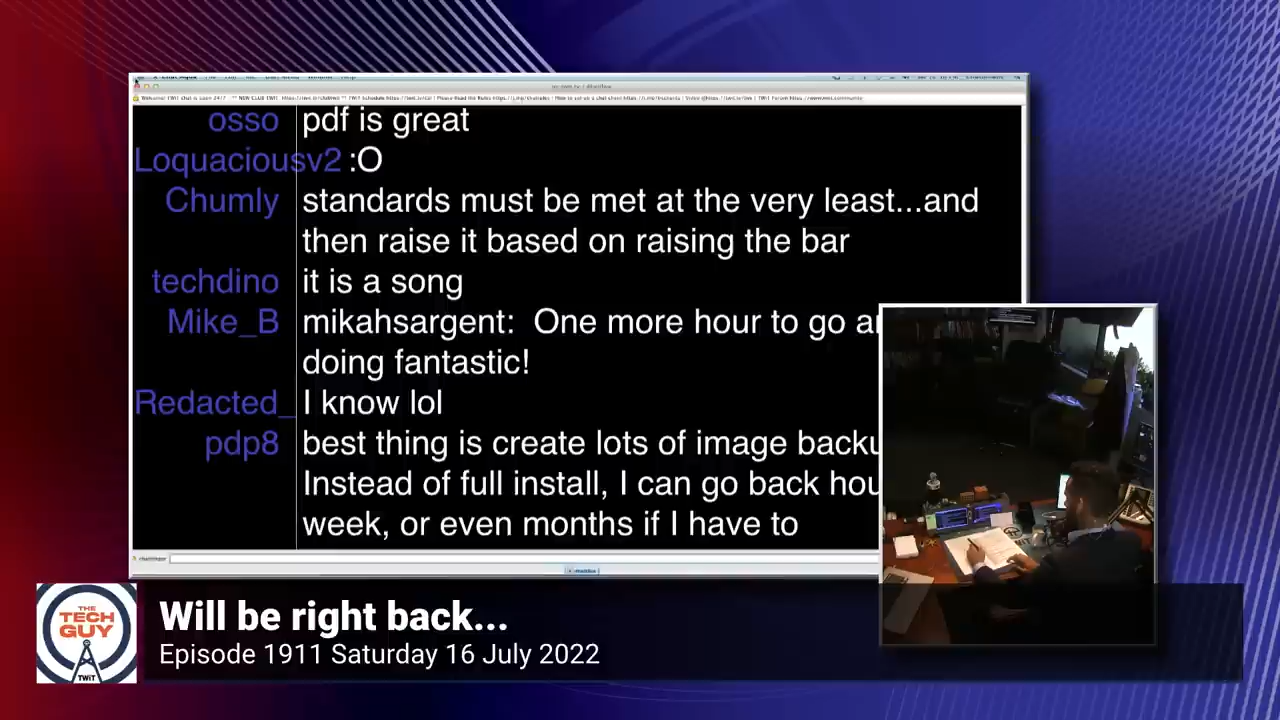 osso pdf is great
Loquaciousv2 :O
Chumly standards must be met at the very least...and
then raise it based on raising the bar
techdino it is a song
Mike_B mikahsargent: One more hour to go
doing fantastic!
Redacted_ I know lol
pdp8 best thing is create lots of image
Instead of full install, I can go back
week, or even months if I have to
THE
TECH
GUY
TWiT
Will be right back...
Episode 1911 Saturday 16 July 2022